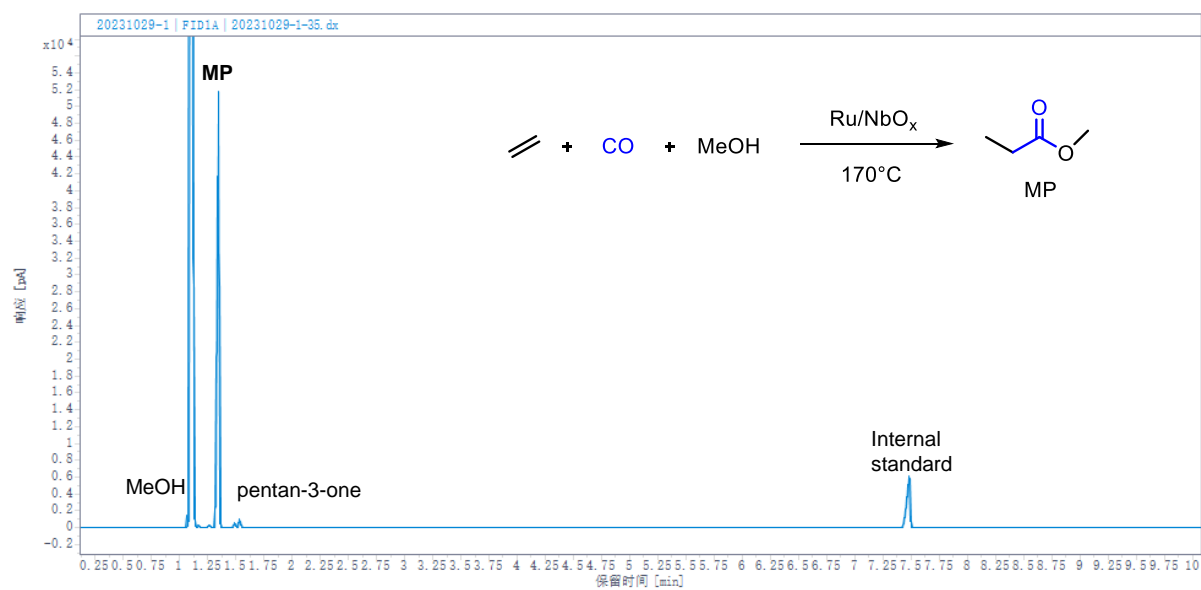 20231029-1 | FID1A | 20231029-1-35.dx
x10 4
5.4
5.2
5
4.8
4.6
4.4
4.2
4
3.8
3.6
3.4
3.2
3
2.8
2.6
2.4
2.2
2
1.8
1.6
1.4
1.2
1
0.8
0.6
0.4
0.2
0
-0.2
响应 [pA]
MP
MeOH
pentan-3-one
Internal
standard
+ CO + MeOH
Ru/NbOx
170°C
O
O
MP
0.25 0.5 0.75 1 1.25 1.5 1.75 2 2.25 2.5 2.75 3 3.25 3.5 3.75 4 4.25 4.5 4.75 5 5.25 5.5 5.75 6 6.25 6.5 6.75 7 7.25 7.5 7.75 8 8.25 8.5 8.75 9 9.25 9.5 9.75 10
保留时间 [min]